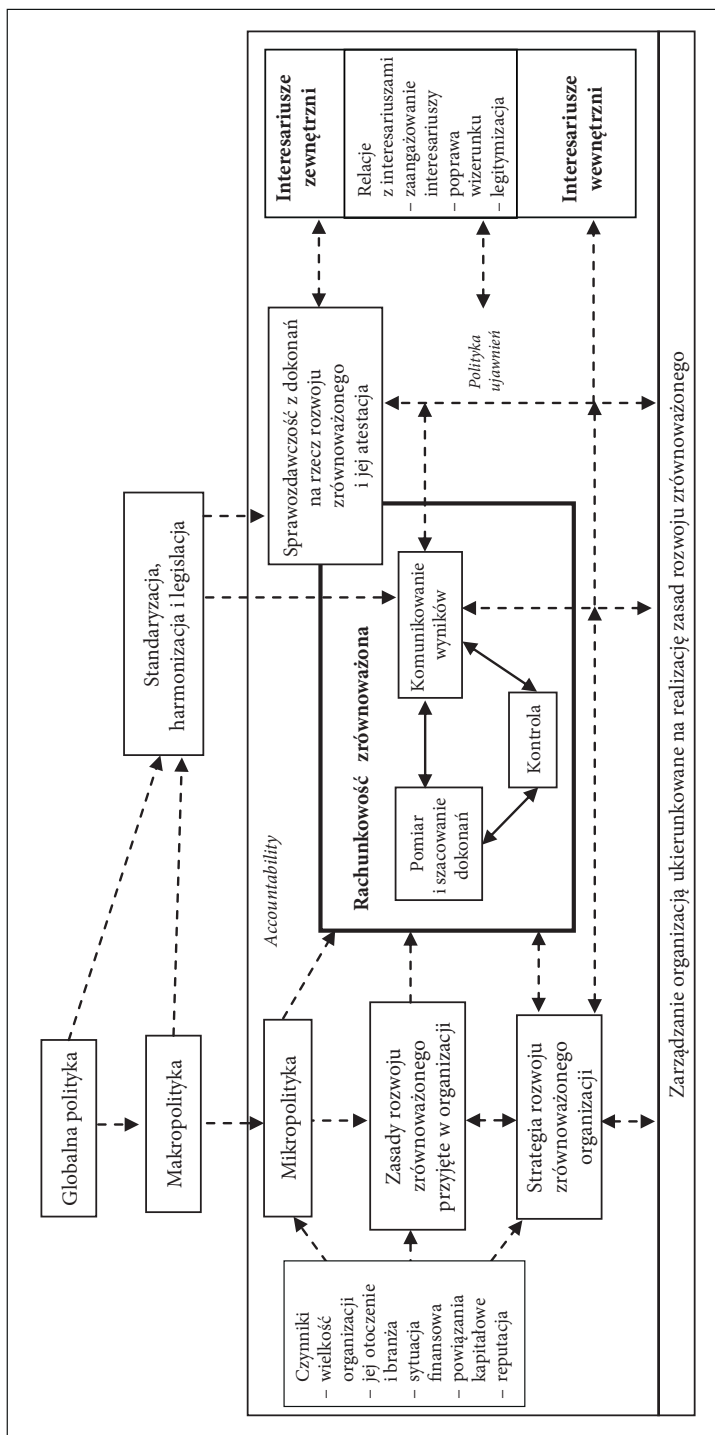 Globalna polityka
Makropolityka
Standaryzacja,
harmonizacja i legislacja
Accountability
Czynniki
– wielkość
organizacji
– jej otoczenie
i branża
– sytuacja
finansowa
– powiązania
kapitałowe
– reputacja
Mikropolityka
Zasady rozwoju
zrównoważonego
przyjęte w organizacji
Strategia rozwoju
zrównoważonego
organizacji
Rachunkowość zrównoważona
Pomiar
i szacowanie
dokonań
Komunikowanie
wyników
Kontrola
Sprawozdawczość z dokonań
na rzecz rozwoju
zrównoważonego
i jej atestacja
Polityka
ujawnień
Interesariusze
zewnętrzni
Relacje
z interesariuszami
– zaangażowanie
interesariuszy
– poprawa
wizerunku
– legitymizacja
Interesariusze
wewnętrzni
Zarządzanie organizacją ukierunkowane na realizację zasad rozwoju zrównoważonego